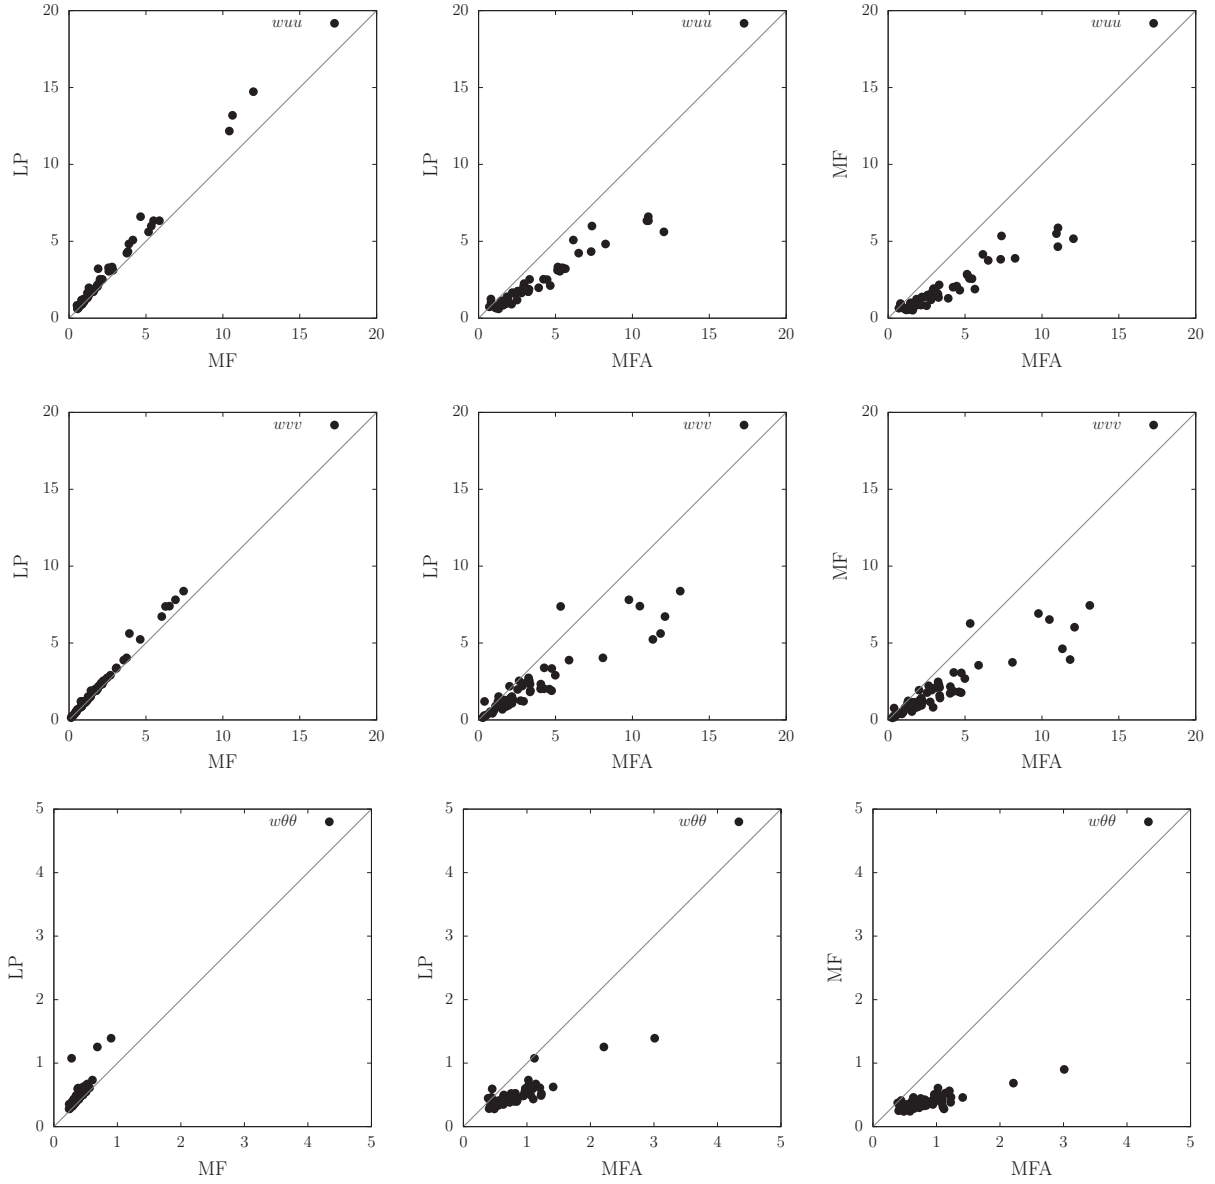 20 20 20
wuu wuu wuu
15 15 15
LP LP MF
10 10 10
5 5 5
0 0 0
0 5 10 15 20 0 5 10 15 20 0 5 10 15 20
MF MFA MFA
20 20 20
wvv wvv wvv
15 15 15
LP LP MF
10 10 10
5 5 5
0 0 0
0 5 10 15 20 0 5 10 15 20 0 5 10 15 20
MF MFA MFA
5 5 5
wθθ wθθ wθθ
4 4 4
3 3 3
LP LP MF
2 2 2
1 1 1
0 0 0
0 1 2 3 4 5 0 1 2 3 4 5 0 1 2 3 4 5
MF MFA MFA